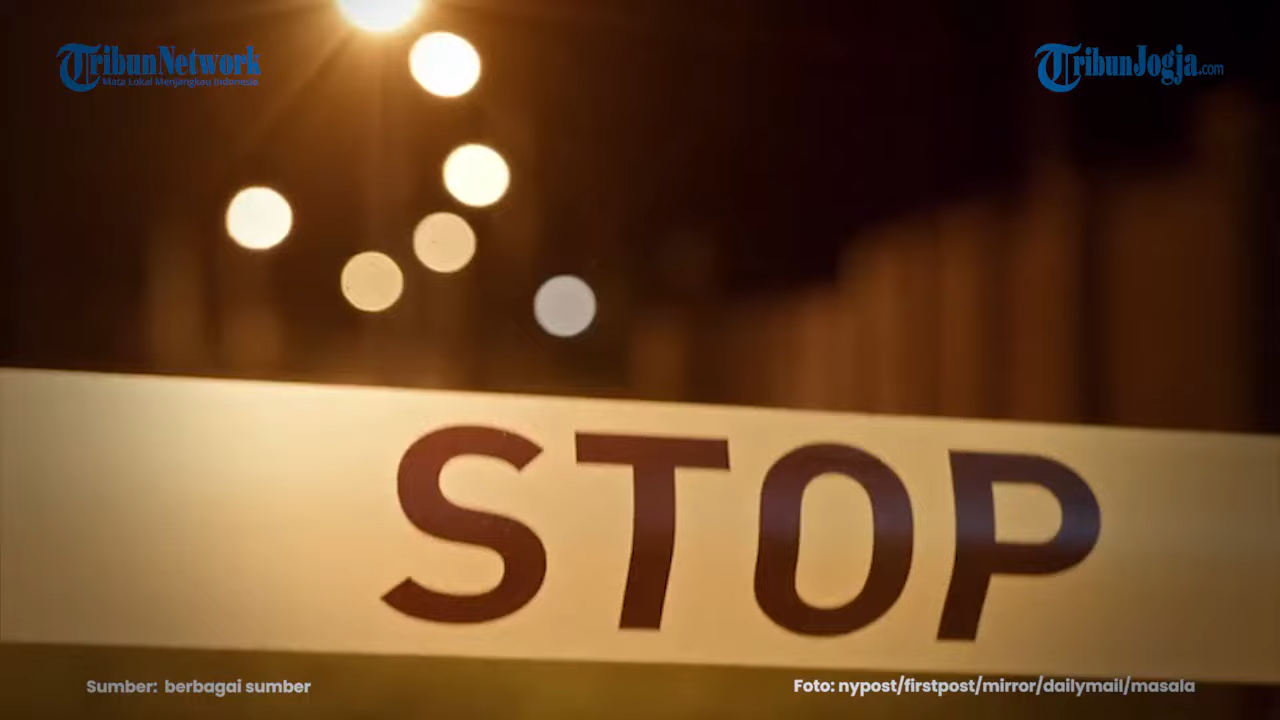 TribunNetwork
Mata Lokal Menjangkau Indonesia
TribunJogja.com
STOP
Sumber: berbagai sumber
Foto: nypost/firstpost/mirror/dailymail/masala